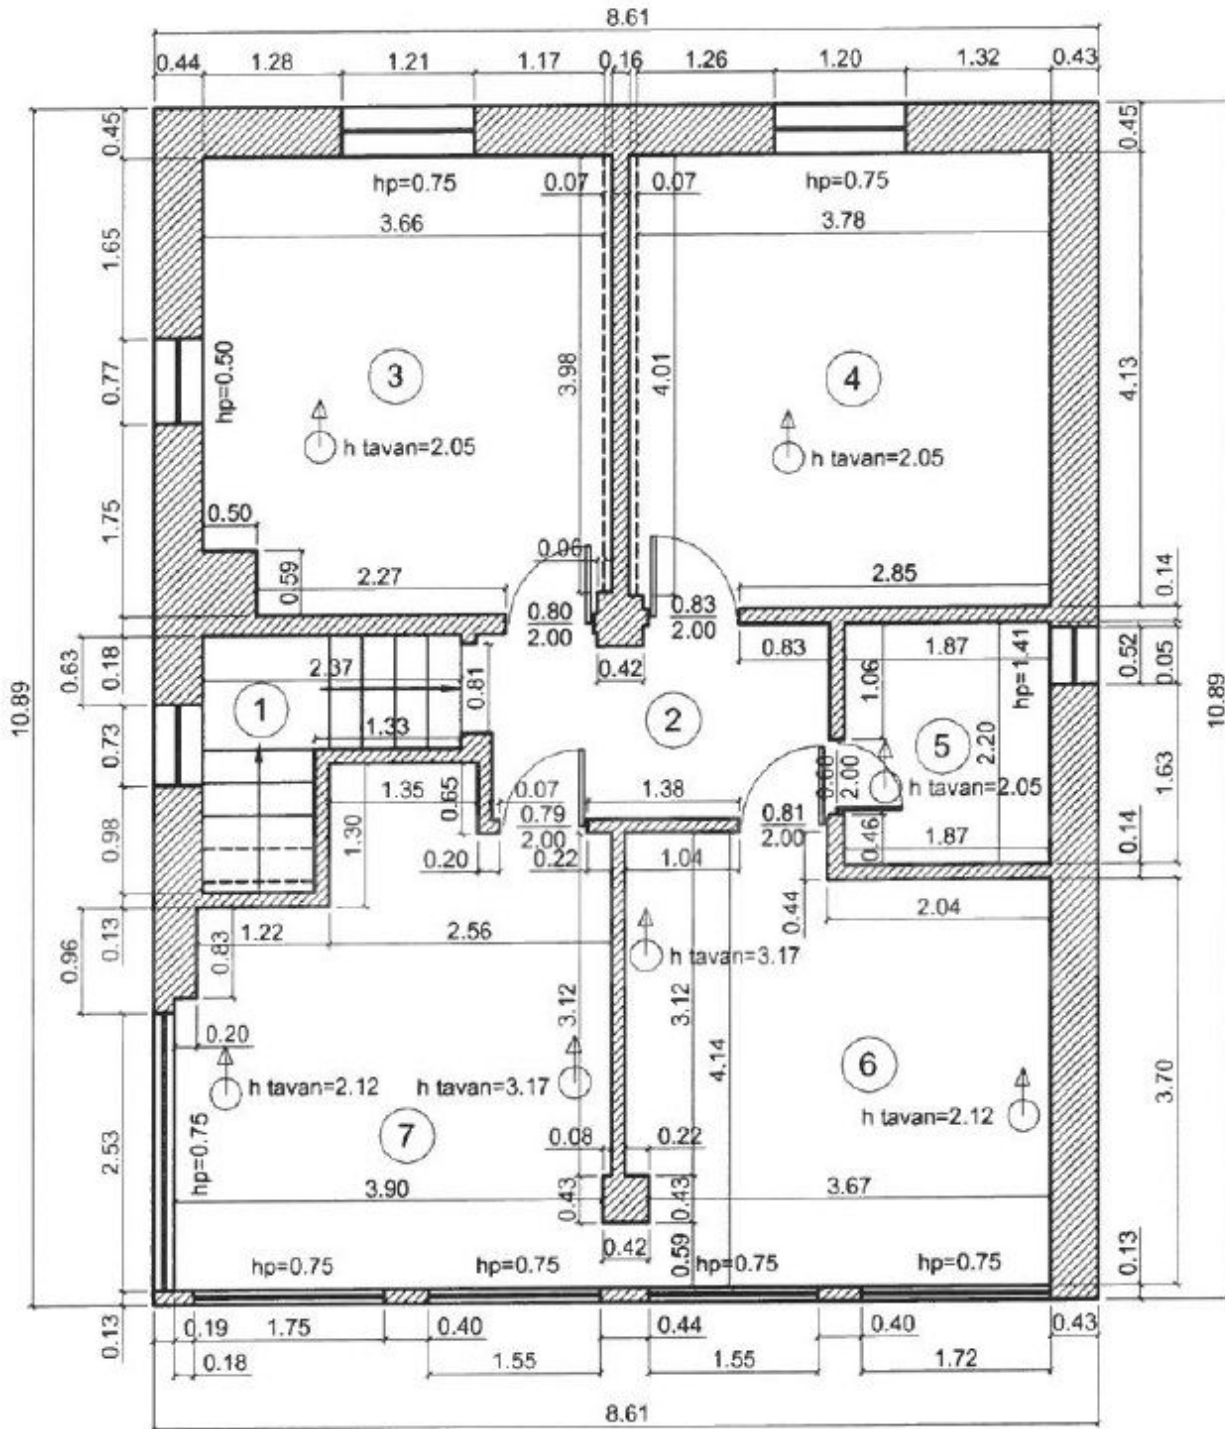 8.61
0.44 1.28 1.21 1.17 0.16 1.26 1.20 1.32 0.43
0.45 0.45
hp=0.75 0.07 0.07 hp=0.75
3.66 3.78
1.65
3.98 4.01 4.13
0.77 hp=0.50 3 4
h tavan=2.05 h tavan=2.05
1.75 0.50
0.59 0.06
2.27 2.85 0.14
0.80 0.83
2.00 2.00
0.63 0.18 2.37 0.81 0.42 0.83 1.06 1.87 hp=1.41 0.52 0.05
10.89 1 2 5 2.20 10.89
0.73 1.33 0.60
2.00 1.63
1.35 0.65 0.07 1.38 h tavan=2.05
0.98 1.30 0.79 0.81 0.46
2.00 2.00
0.20 0.22 1.04 1.87 0.14
0.44 2.04
0.96 0.13 1.22 0.83 2.56 h tavan=3.17
0.20 3.12 3.12 4.14 6 3.70
h tavan=2.12 h tavan=3.17 h tavan=2.12
2.53 hp=0.75 7 0.08 0.22
3.90 0.43 0.43 3.67
0.42 0.59
hp=0.75 hp=0.75 hp=0.75 hp=0.75 0.13
0.13 0.19 1.75 0.40 0.44 0.40 0.43
0.18 1.55 1.55 1.72
8.61